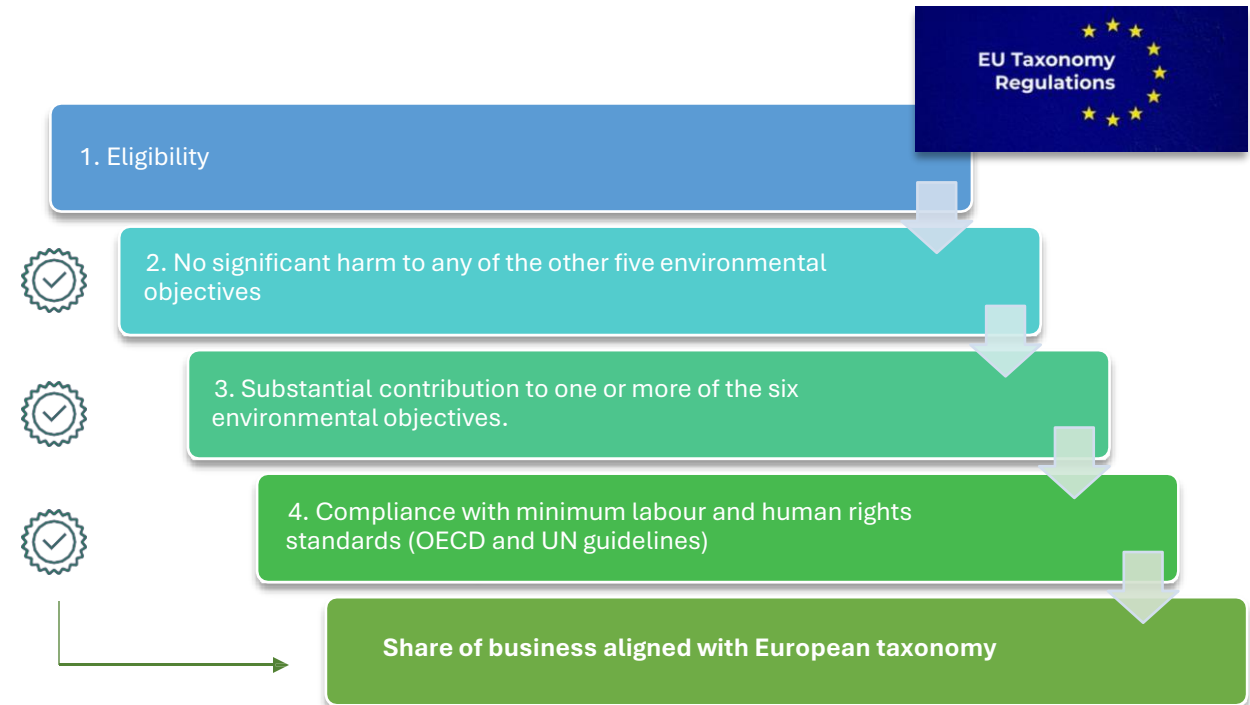 EU Taxonomy
Regulations
1. Eligibility
2. No significant harm to any of the other five environmental
objectives
3. Substantial contribution to one or more of the six
environmental objectives.
4. Compliance with minimum labour and human rights
standards (OECD and UN guidelines)
Share of business aligned with European taxonomy